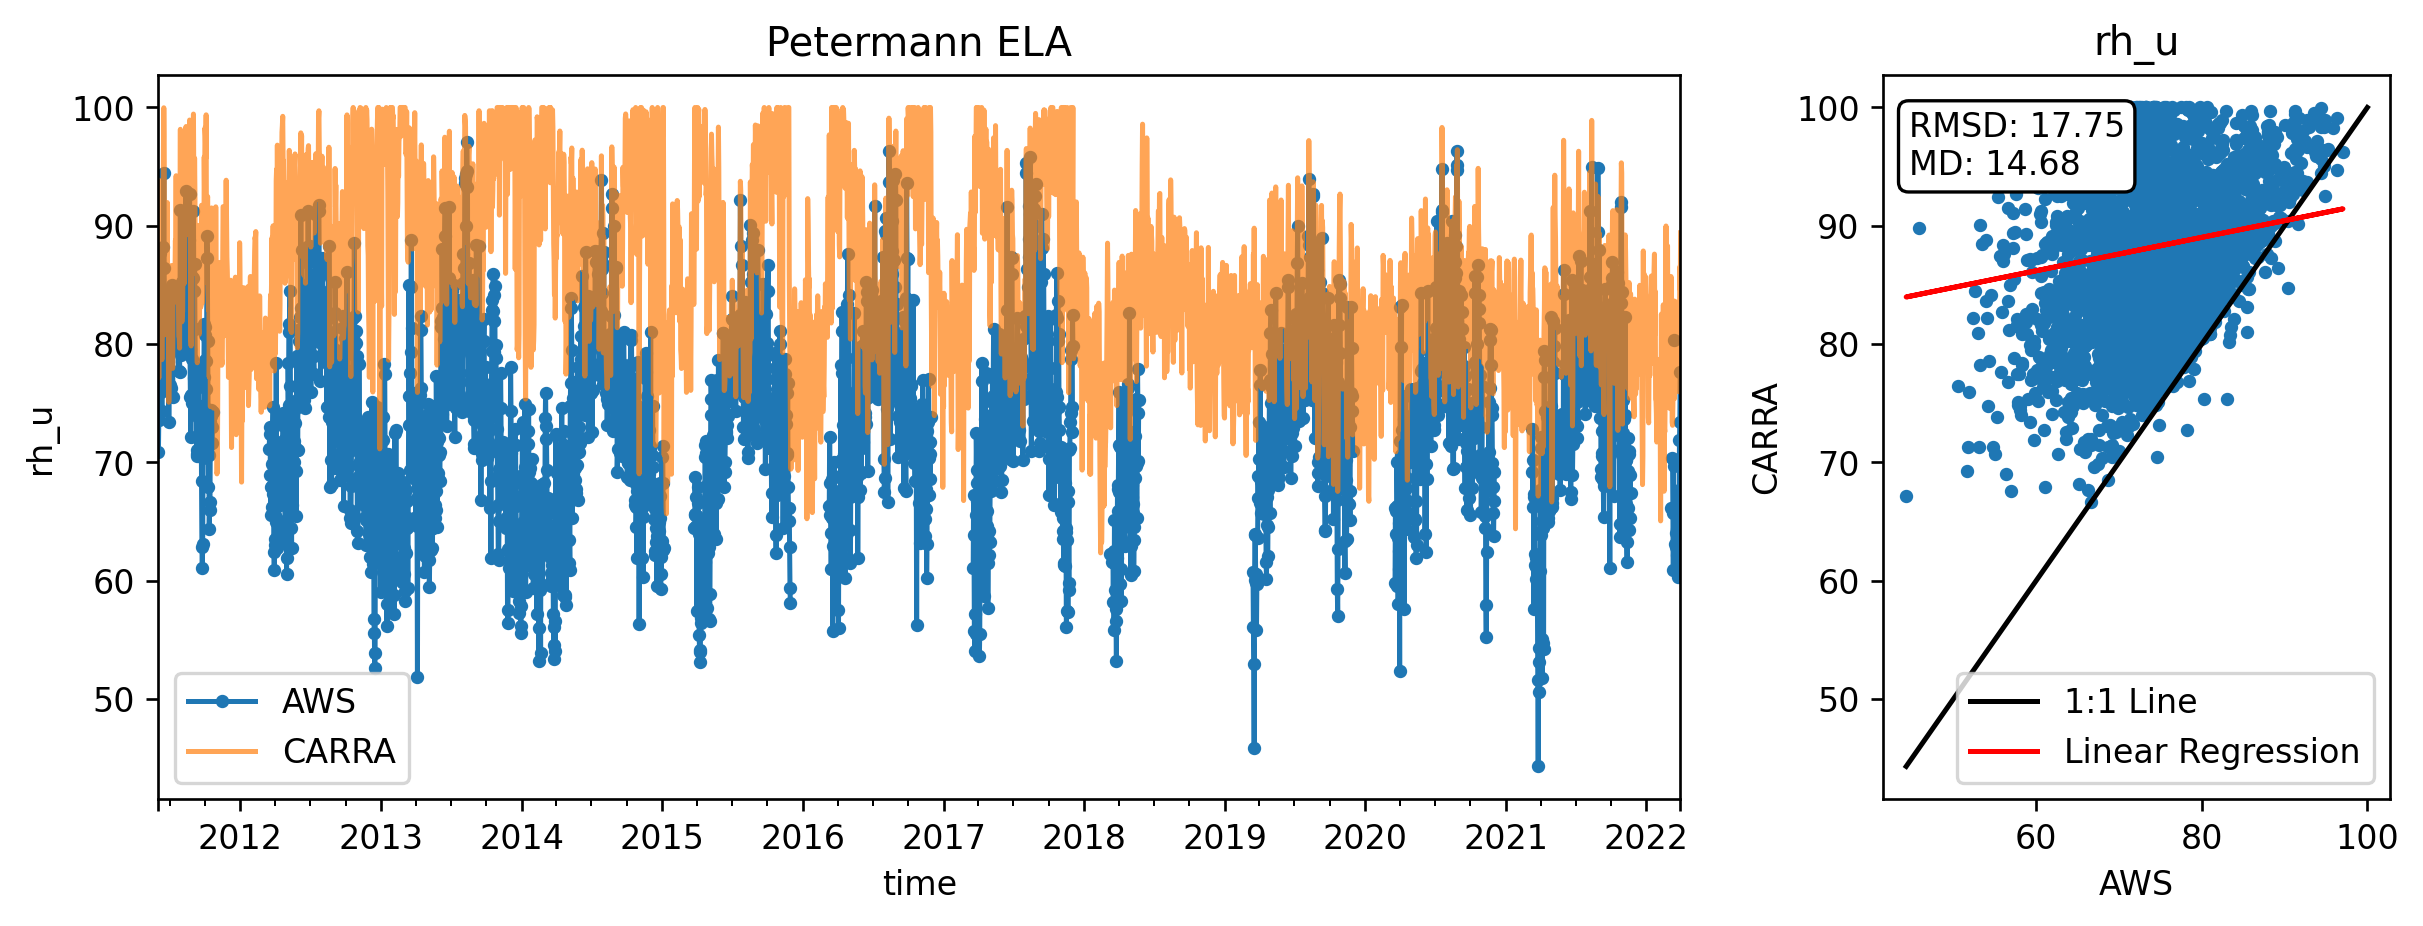 Petermann ELA
rh_u
100
90
80
70
60
50
rh_u
AWS
CARRA
2012 2013 2014 2015 2016 2017 2018 2019 2020 2021 2022
time
100
90
80
70
60
50
CARRA
RMSD: 17.75
MD: 14.68
1:1 Line
Linear Regression
60 80 100
AWS